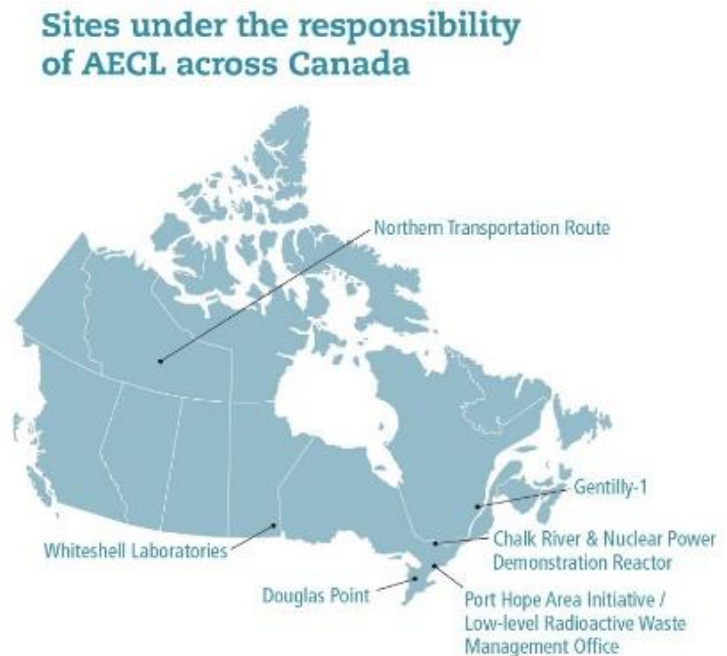 Sites under the responsibility
of AECL across Canada
Northern Transportation Route
Gentilly-1
Chalk River & Nuclear Power
Demonstration Reactor
Whiteshell Laboratories
Douglas Point
Port Hope Area Initiative /
Low-level Radioactive Waste
Management Office